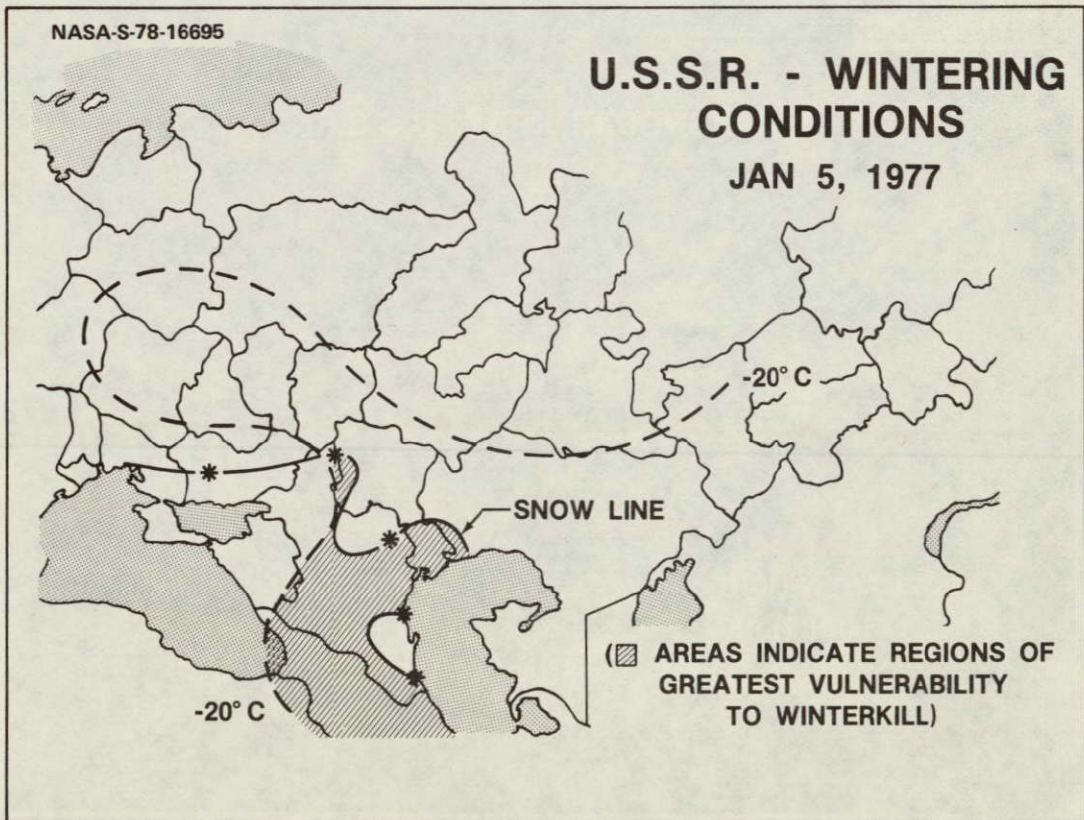 NASA-S-78-16695
U.S.S.R. - WINTERING
CONDITIONS
JAN 5, 1977
-20° C
SNOW LINE
(▨ AREAS INDICATE REGIONS OF
GREATEST VULNERABILITY
TO WINTERKILL)
-20° C